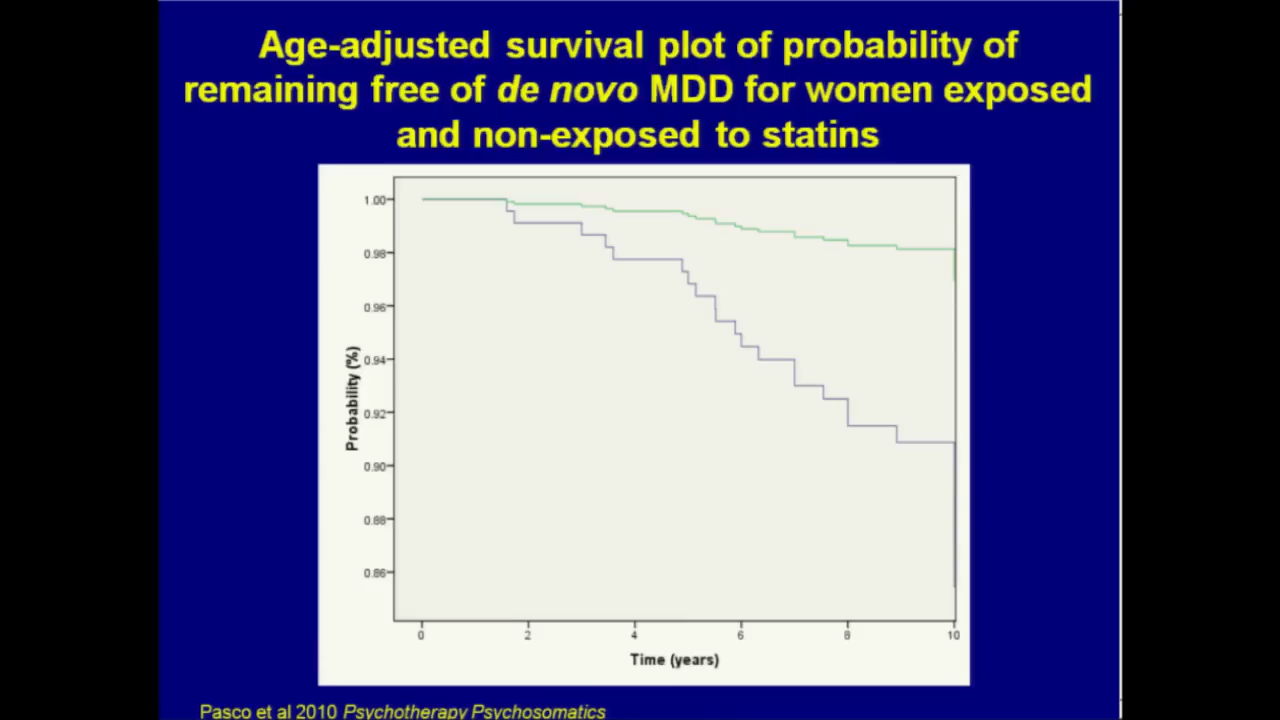 Age-adjusted survival plot of probability of
remaining free of de novo MDD for women exposed
and non-exposed to statins
1.00
0.98
0.96
0.94
0.92
0.90
0.88
0.86
Probability (%)
0 2 4 6 8 10
Time (years)
Pasco et al 2010 Psychotherapy Psychosomatics